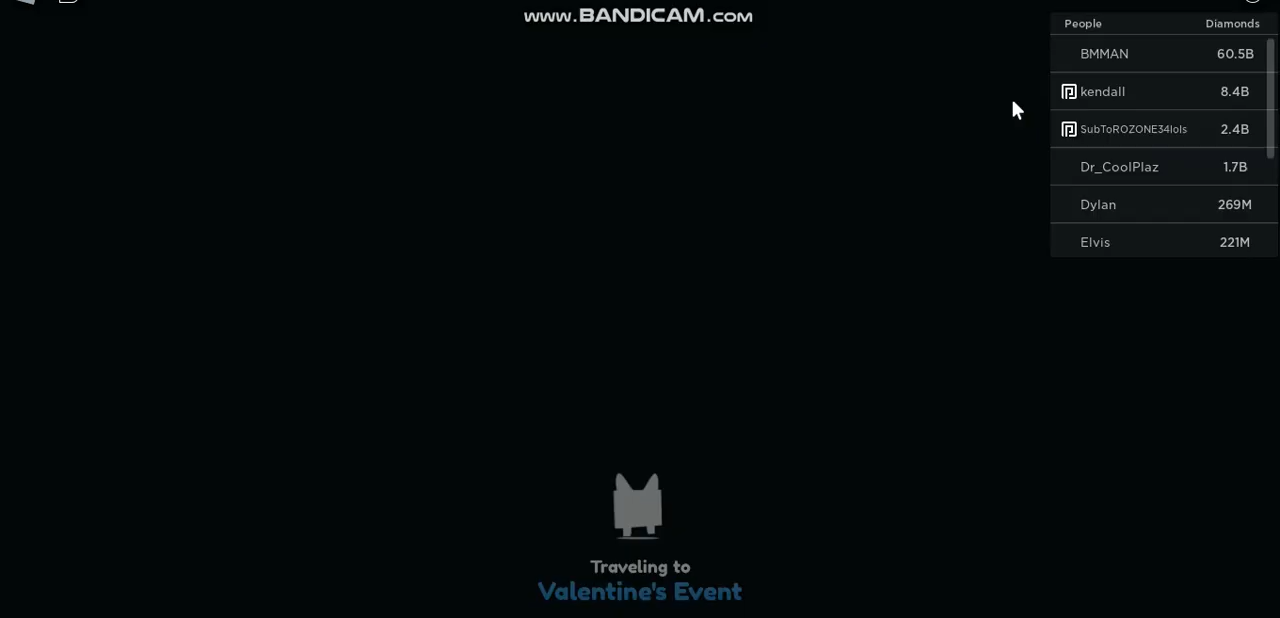 www.BANDICAM.COM
People Diamonds
BMMAN 60.5B
kendall 8.4B
SubToROZONE34lols 2.4B
Dr_CoolPlaz 1.7B
Dylan 269M
Elvis 221M
Traveling to
Valentine's Event